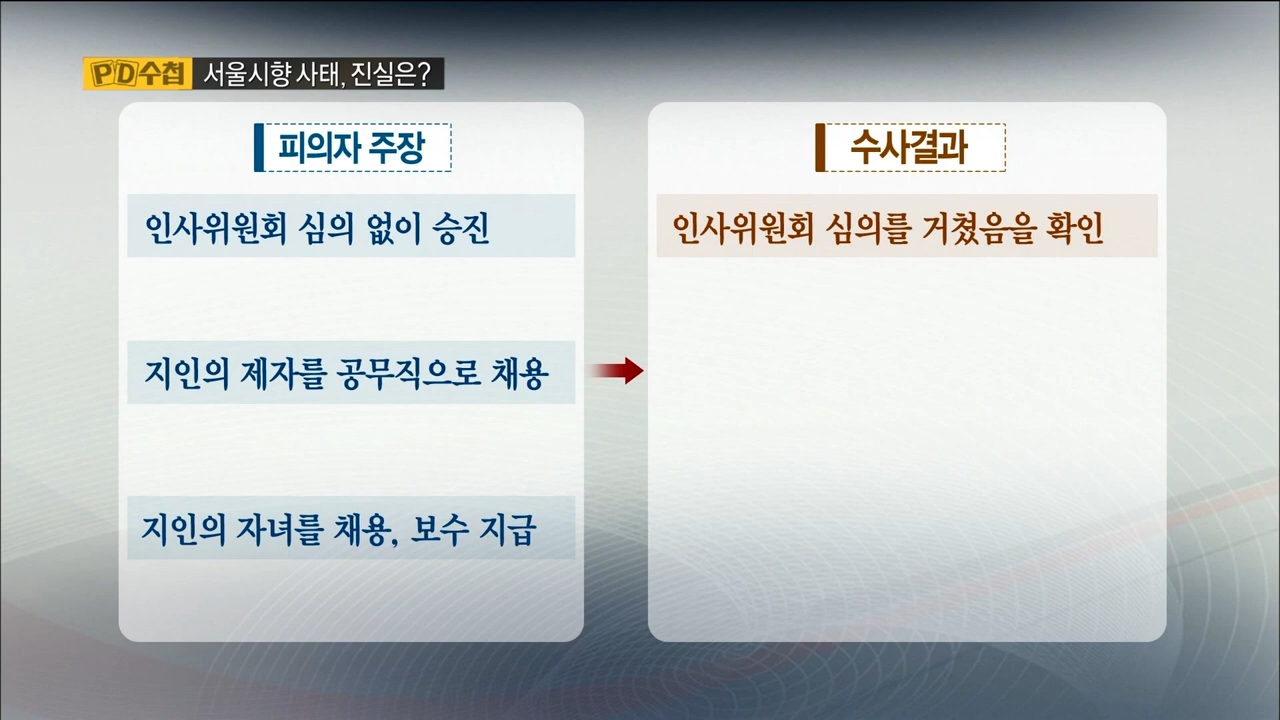 PD수첩 서울시향 사태, 진실은?
피의자 주장
인사위원회 심의 없이 승진
지인의 제자를 공무직으로 채용
지인의 자녀를 채용, 보수 지급
수사결과
인사위원회 심의를 거쳤음을 확인